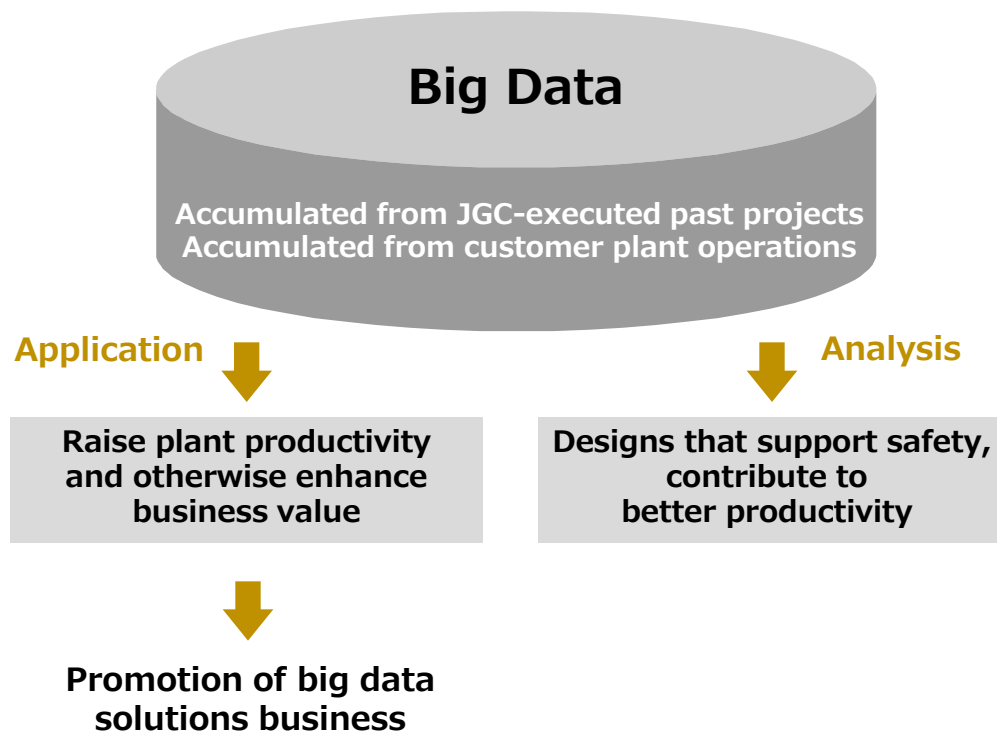 Big Data
Accumulated from JGC-executed past projects
Accumulated from customer plant operations
Application
Analysis
Raise plant productivity
and otherwise enhance
business value
Designs that support safety,
contribute to
better productivity
Promotion of big data
solutions business